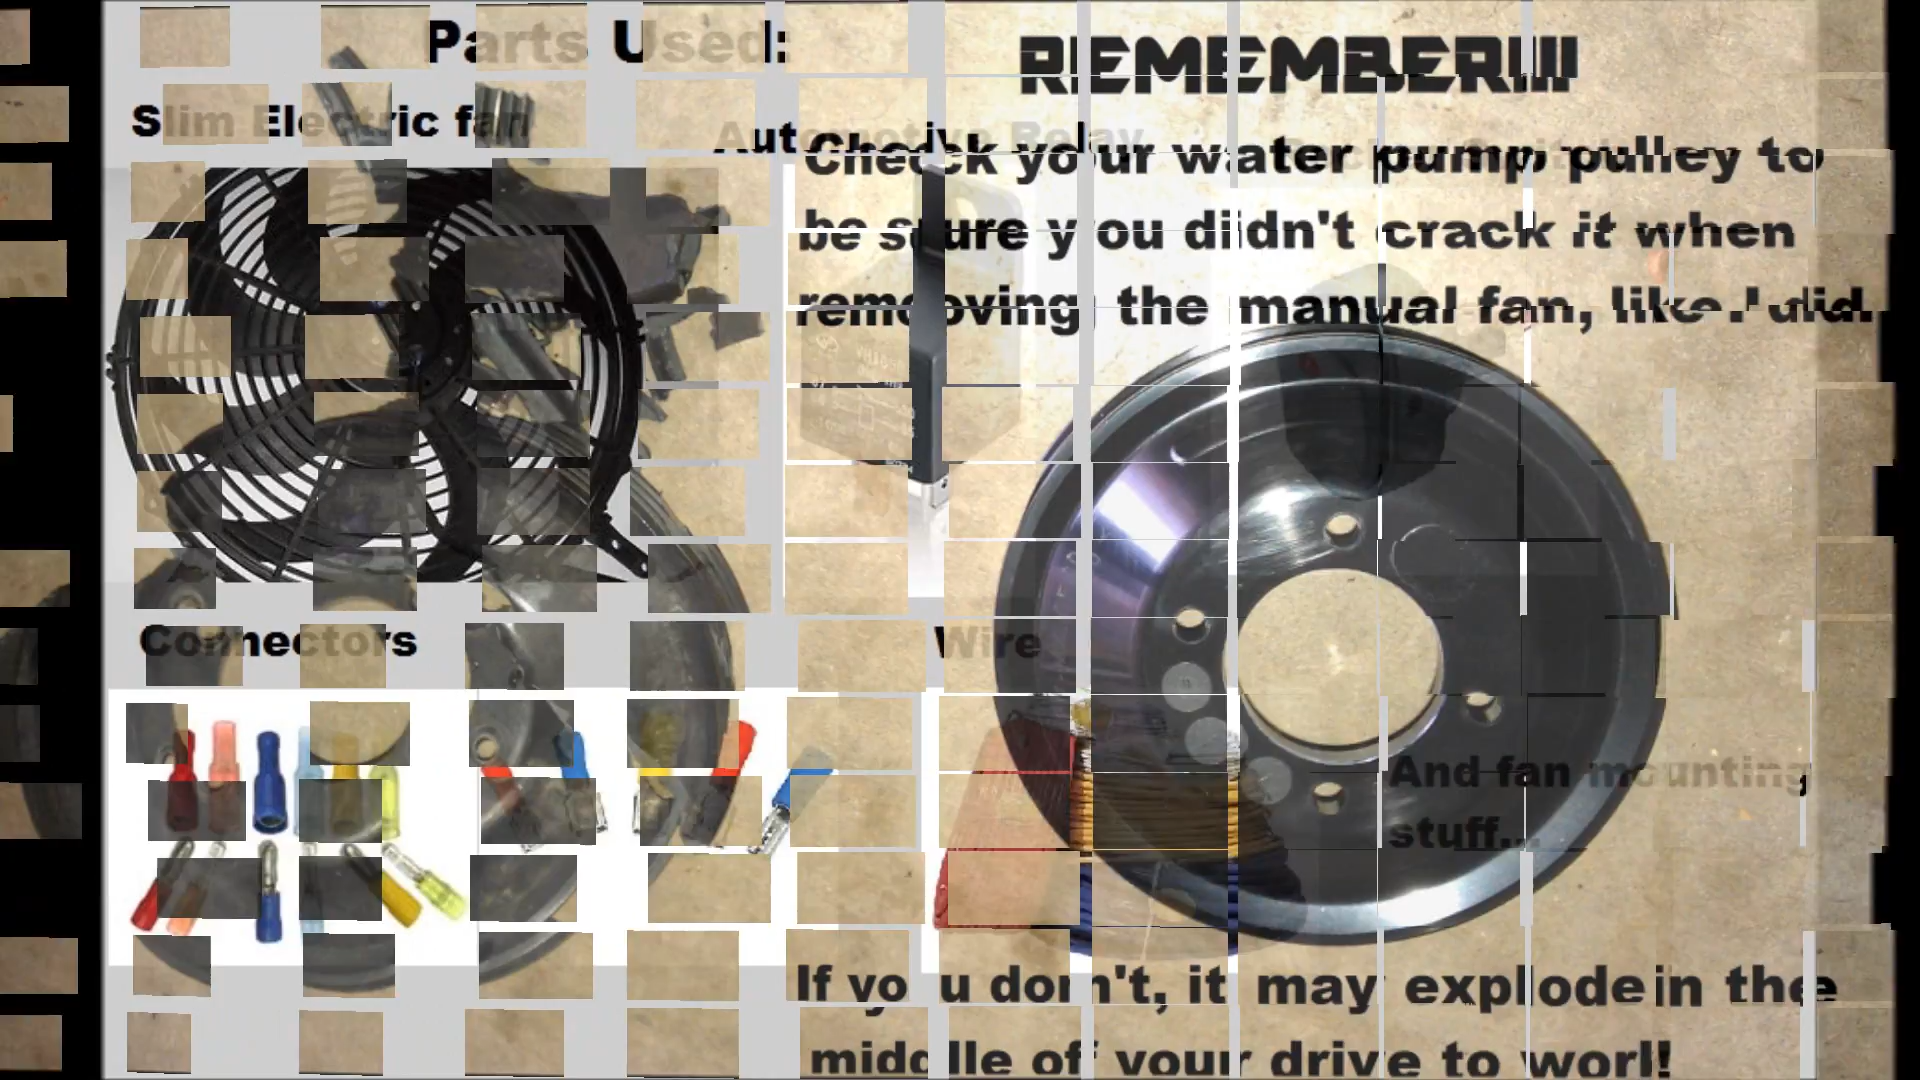 Parts Used:
REMEMBER!!!
Slim Electric fan
Automotive Relay
Check your water pump pulley to
be sure you didn't crack it when
removing the manual fan, like I did.
Connectors
Wire
And fan mounting
stuff...
If you don't, it may explode in the
middle of your drive to work!